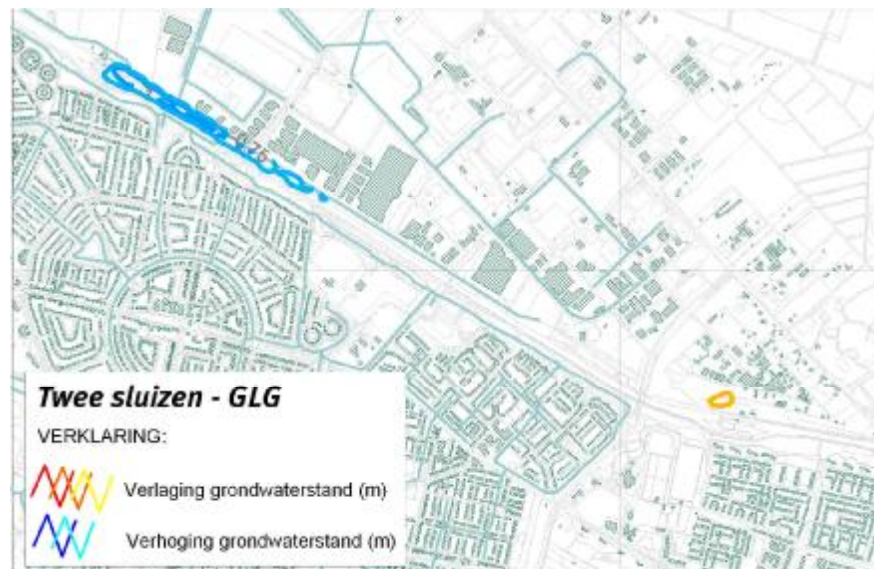 Twee sluizen - GLG
VERKLARING:
Verlaging grondwaterstand (m)
Verhoging grondwaterstand (m)